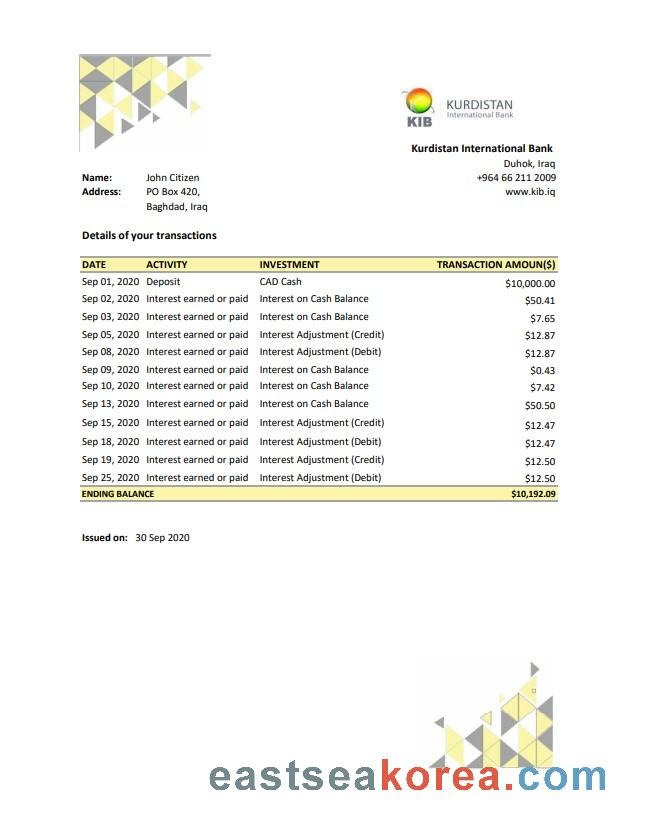 KIB
KURDISTAN
International Bank
Kurdistan International Bank
Duhok, Iraq
Name: John Citizen +964 66 211 2009
Address: PO Box 420, www.kib.iq
Baghdad, Iraq
Details of your transactions
DATE ACTIVITY INVESTMENT TRANSACTION AMOUN($)
Sep 01, 2020 Deposit CAD Cash $10,000.00
Sep 02, 2020 Interest earned or paid Interest on Cash Balance $50.41
Sep 03, 2020 Interest earned or paid Interest on Cash Balance $7.65
Sep 05, 2020 Interest earned or paid Interest Adjustment (Credit) $12.87
Sep 08, 2020 Interest earned or paid Interest Adjustment (Debit) $12.87
Sep 09, 2020 Interest earned or paid Interest on Cash Balance $0.43
Sep 10, 2020 Interest earned or paid Interest on Cash Balance $7.42
Sep 13, 2020 Interest earned or paid Interest on Cash Balance $50.50
Sep 15, 2020 Interest earned or paid Interest Adjustment (Credit) $12.47
Sep 18, 2020 Interest earned or paid Interest Adjustment (Debit) $12.47
Sep 19, 2020 Interest earned or paid Interest Adjustment (Credit) $12.50
Sep 25, 2020 Interest earned or paid Interest Adjustment (Debit) $12.50
ENDING BALANCE $10,192.09
Issued on: 30 Sep 2020
eastseakorea.com